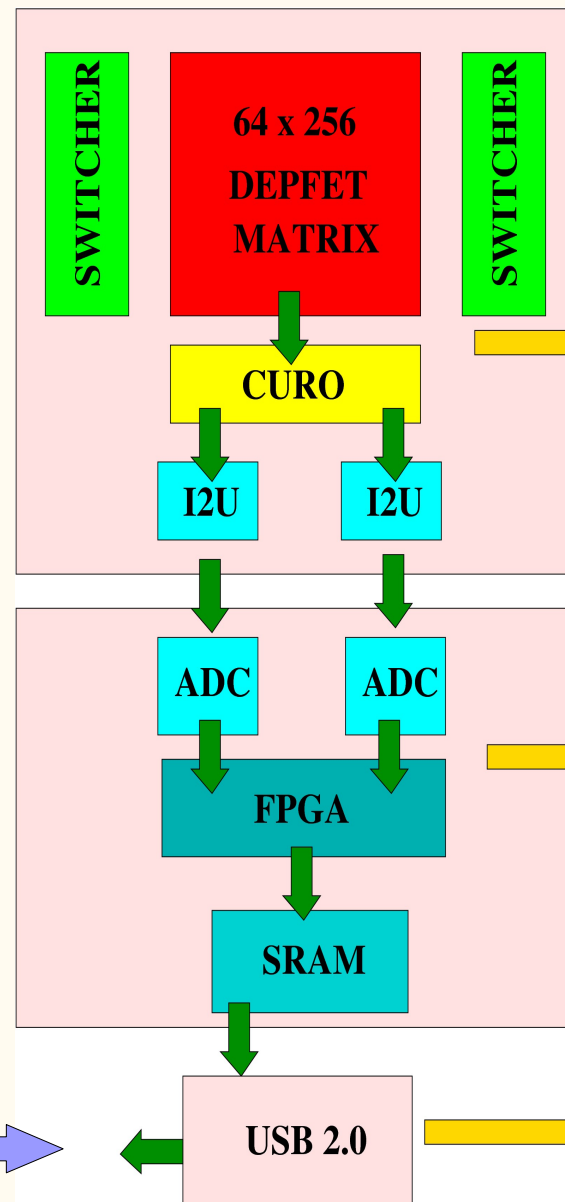 SWITCHER
64 x 256
DEPFET
MATRIX
SWITCHER
CURO
I2U
I2U
ADC
ADC
FPGA
SRAM
USB 2.0